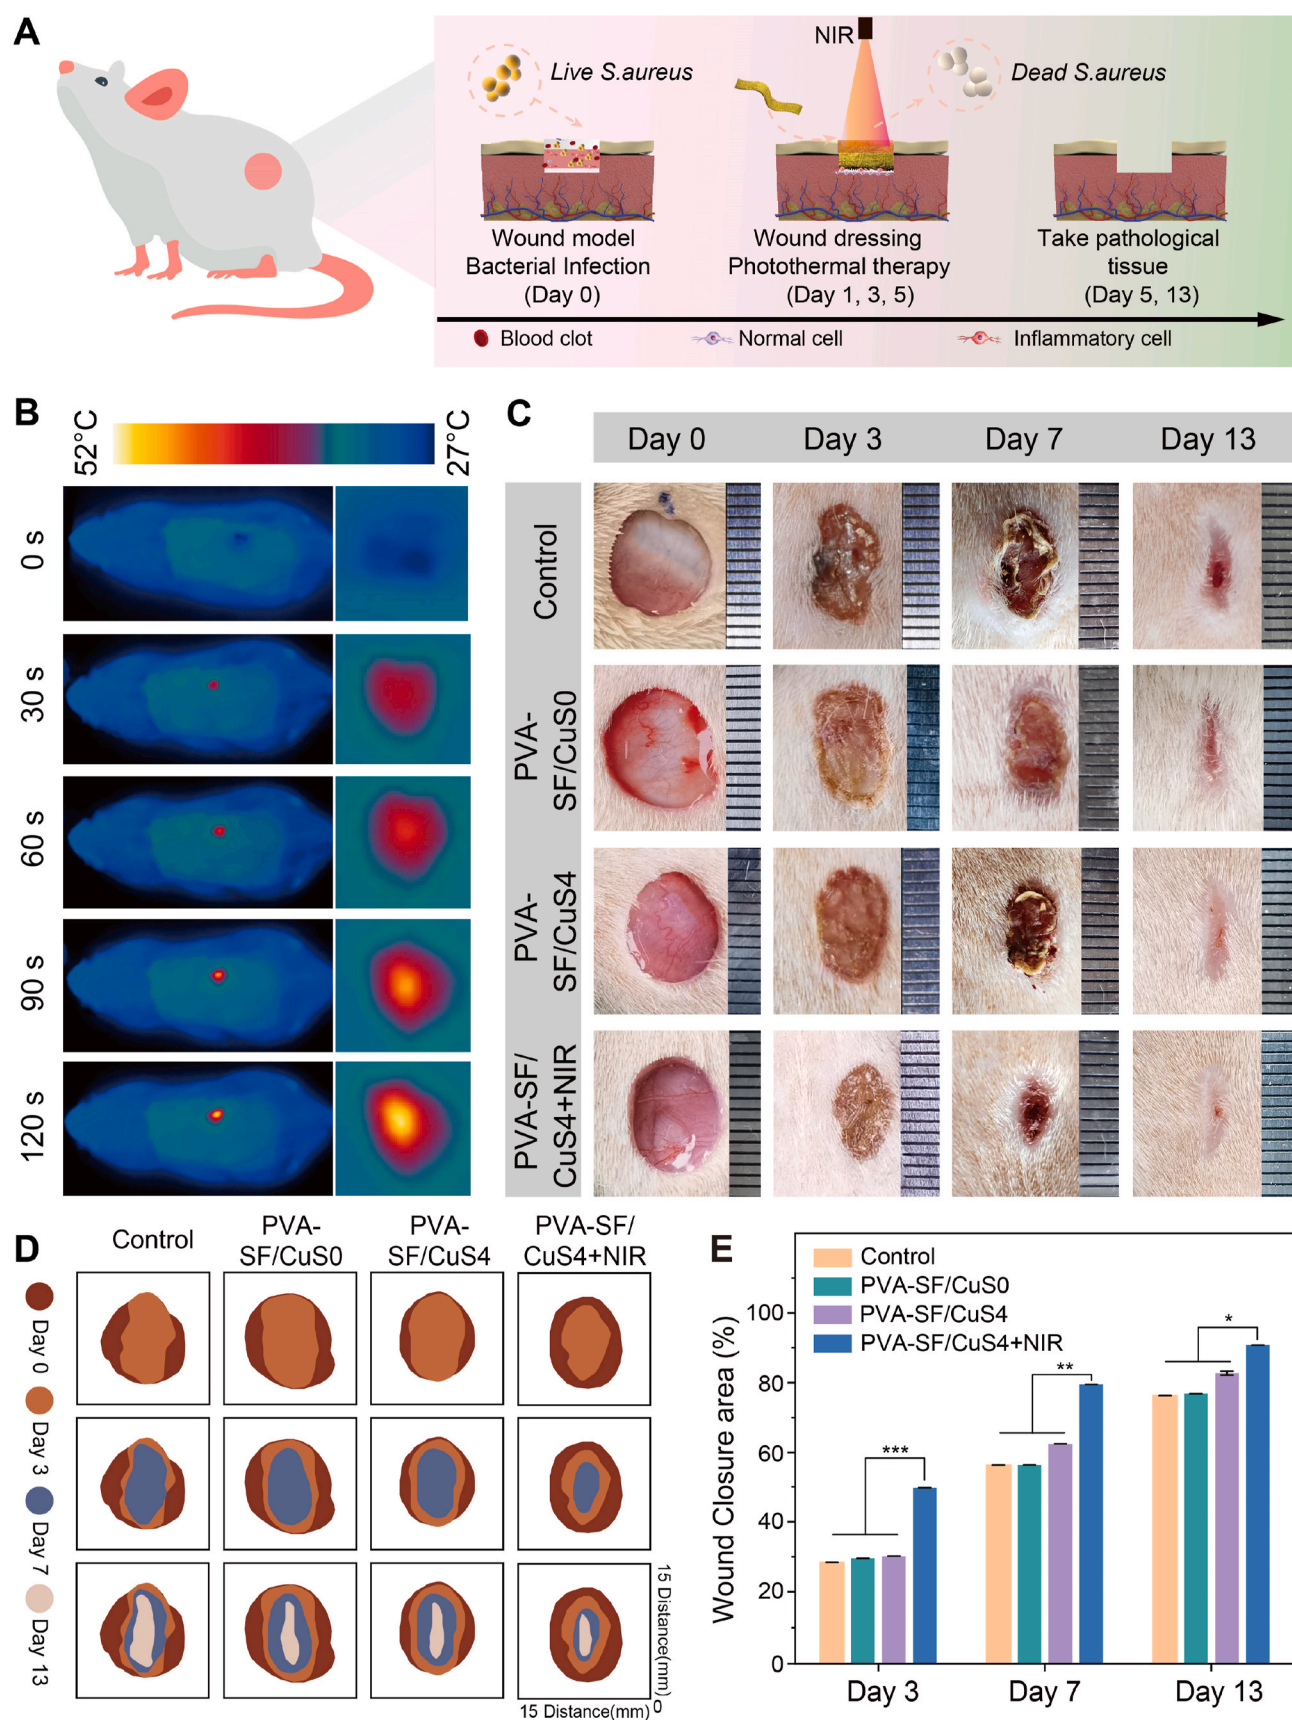 A
NIR
Live S.aureus
Dead S.aureus
Wound model
Bacterial Infection
(Day 0)
Wound dressing
Photothermal therapy
(Day 1, 3, 5)
Take pathological
tissue
(Day 5, 13)
Blood clot
Normal cell
Inflammatory cell
B
52°C
27°C
0 s
30 s
60 s
90 s
120 s
C
Day 0
Day 3
Day 7
Day 13
Control
PVA-
SF/CuS0
PVA-
SF/CuS4
PVA-SF/
CuS4+NIR
D
Control
PVA-
SF/CuS0
PVA-
SF/CuS4
PVA-SF/
CuS4+NIR
Day 0
Day 3
Day 7
Day 13
15 Distance(mm) 0
15 Distance(mm)
E
Control
PVA-SF/CuS0
PVA-SF/CuS4
PVA-SF/CuS4+NIR
Wound Closure area (%)
100
80
60
40
20
0
***
**
*
Day 3
Day 7
Day 13